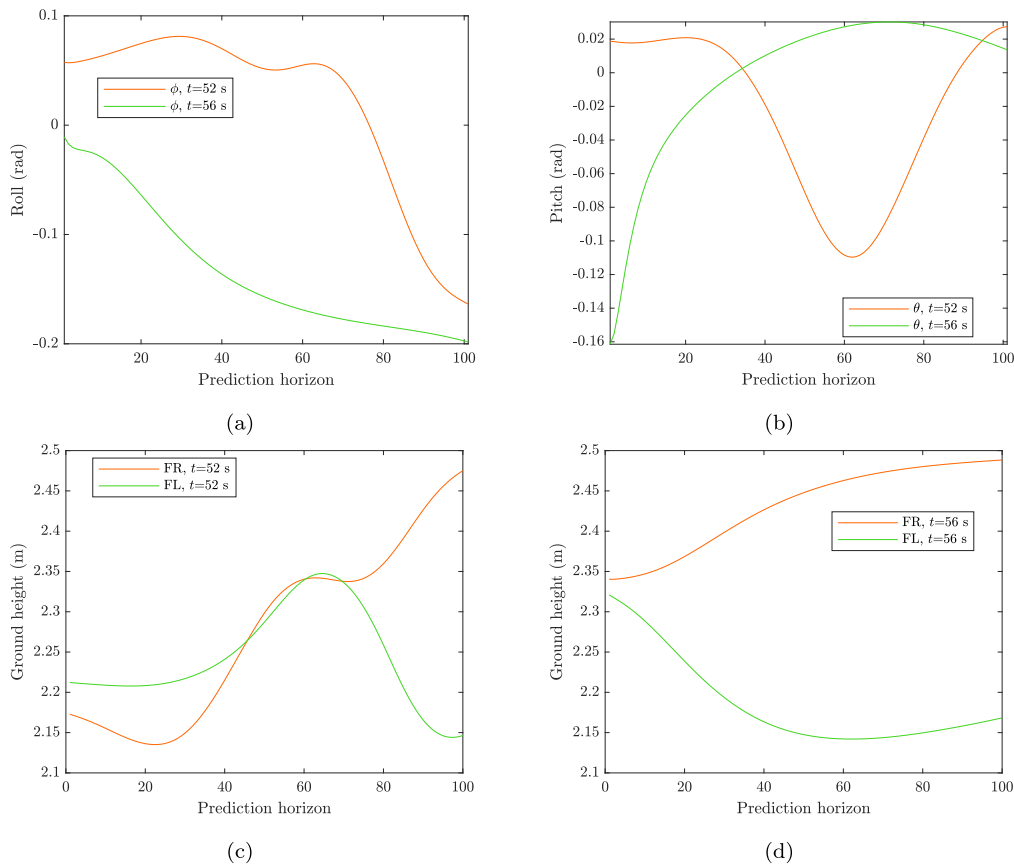 0.1
0
-0.1
-0.2
20
40
60
80
100
Roll (rad)
Prediction horizon
ϕ, t=52 s
ϕ, t=56 s
(a)
0.02
0
-0.02
-0.04
-0.06
-0.08
-0.1
-0.12
-0.14
-0.16
20
40
60
80
100
Pitch (rad)
Prediction horizon
θ, t=52 s
θ, t=56 s
(b)
2.5
2.45
2.4
2.35
2.3
2.25
2.2
2.15
2.1
0
20
40
60
80
100
Ground height (m)
Prediction horizon
FR, t=52 s
FL, t=52 s
(c)
2.5
2.45
2.4
2.35
2.3
2.25
2.2
2.15
2.1
0
20
40
60
80
100
Ground height (m)
Prediction horizon
FR, t=56 s
FL, t=56 s
(d)